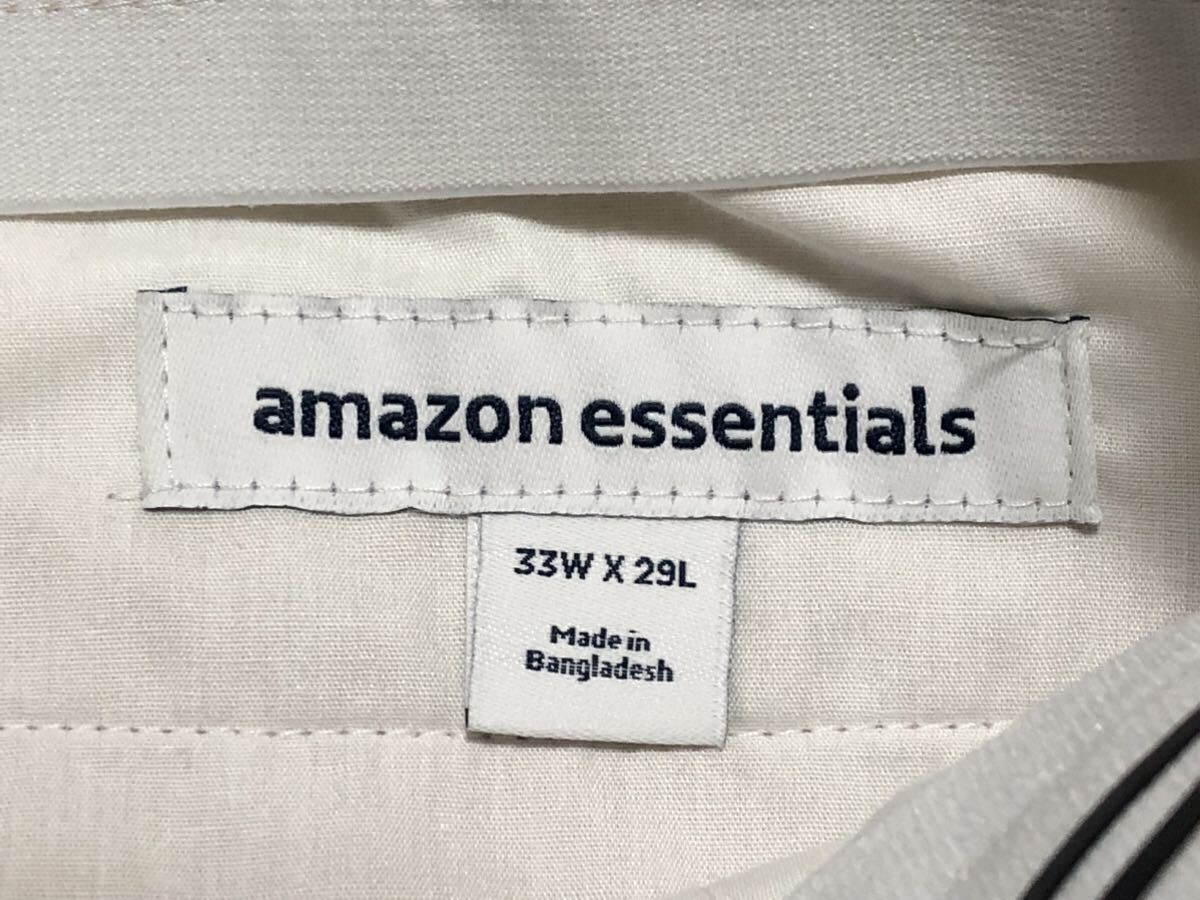 amazon essentials
33W X 29L
Made in
Bangladesh